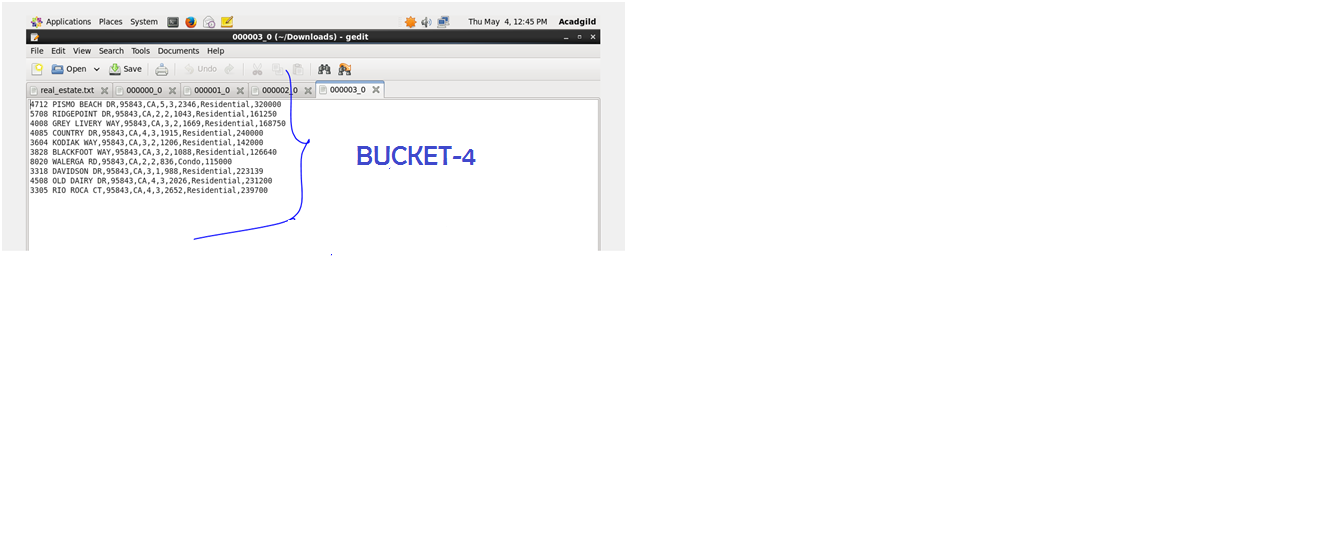 Applications Places System Thu May 4, 12:45 PM Acadgild
000003_0 (~/Downloads) - gedit
File Edit View Search Tools Documents Help
Open Save Undo
real_estate.txt 000000_0 000001_0 000002_0 000003_0
4712 PISMO BEACH DR,95843,CA,5,3,2346,Residential,320000
5708 RIDGEPOINT DR,95843,CA,2,2,1043,Residential,161250
4008 GREY LIVERY WAY,95843,CA,3,2,1669,Residential,168750
4085 COUNTRY DR,95843,CA,4,3,1915,Residential,240000
3604 KODIAK WAY,95843,CA,3,2,1206,Residential,142000
3828 BLACKFOOT WAY,95843,CA,3,2,1088,Residential,126640
8020 WALERGA RD,95843,CA,2,2,836,Condo,115000
3318 DAVIDSON DR,95843,CA,3,1,988,Residential,223139
4508 OLD DAIRY DR,95843,CA,4,3,2026,Residential,231200
3305 RIO ROCA CT,95843,CA,4,3,2652,Residential,239700
BUCKET-4